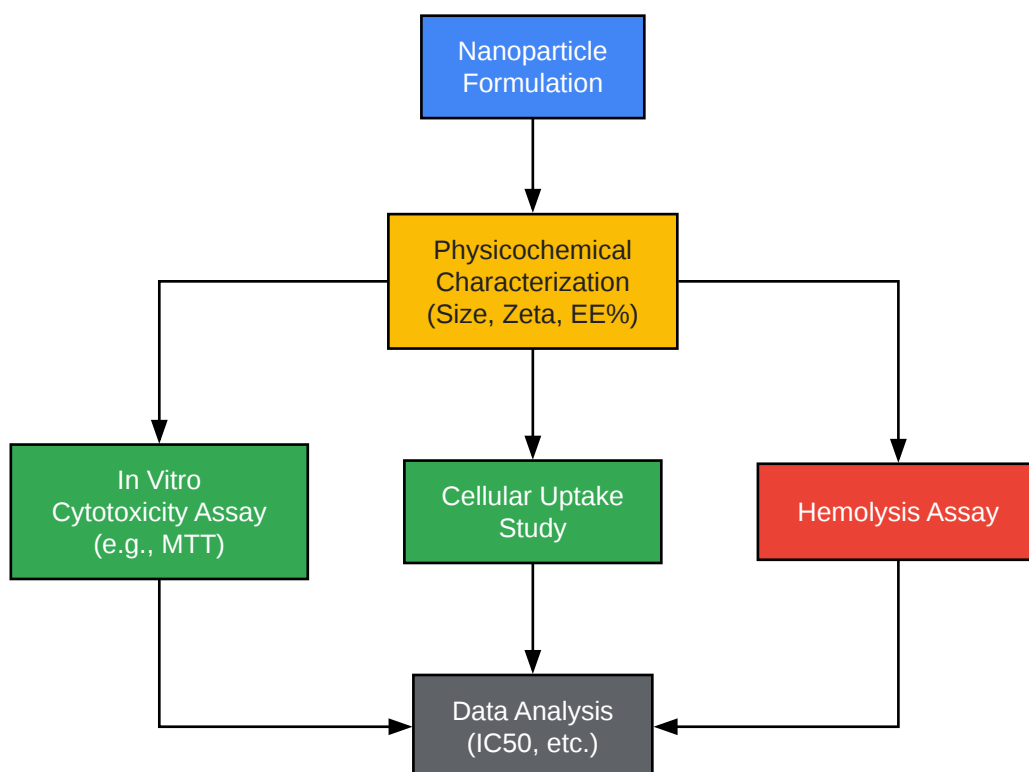 Nanoparticle
Formulation
Physicochemical
Characterization
(Size, Zeta, EE%)
In Vitro
Cytotoxicity Assay
(e.g., MTT)
Cellular Uptake
Study
Hemolysis Assay
Data Analysis
(IC50, etc.)